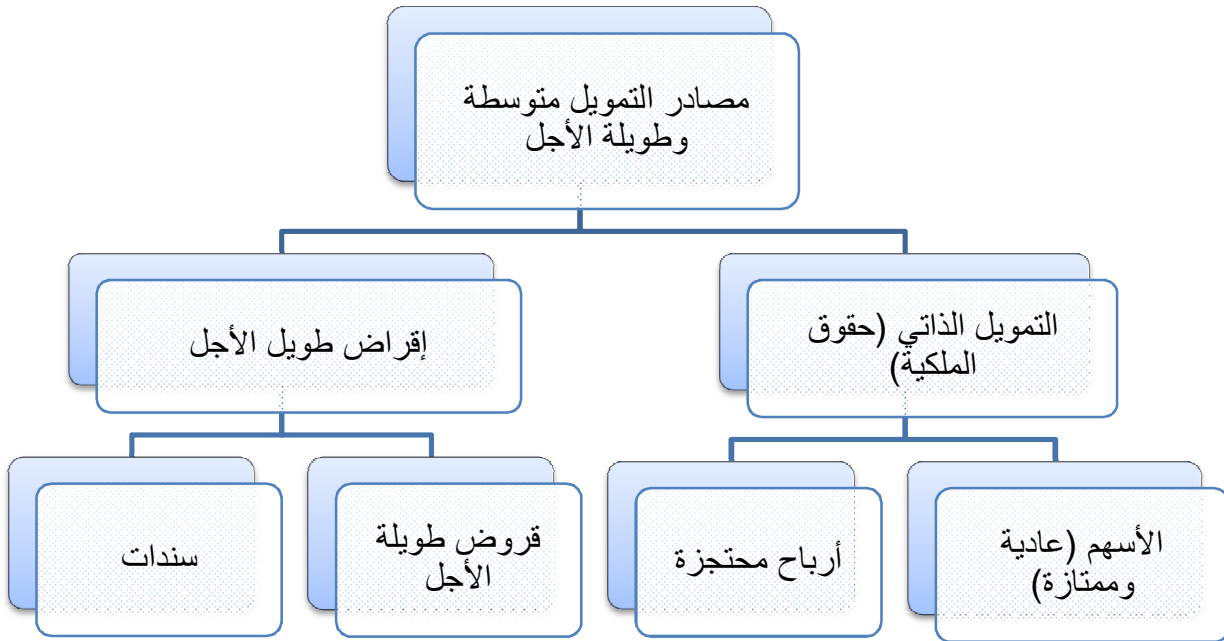 مصادر التمويل متوسطة
وطويلة الأجل
التمويل الذاتي (حقوق
الملكية)
إقراض طويل الأجل
الأسهم (عادية
وممتازة)
أرباح محتجزة
قروض طويلة
الأجل
سندات